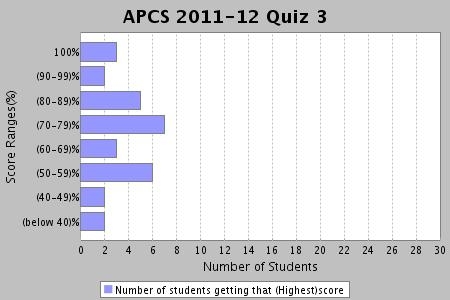 APCS 2011-12 Quiz 3
Score Ranges(%)
100%
(90-99)%
(80-89)%
(70-79)%
(60-69)%
(50-59)%
(40-49)%
(below 40)%
0 2 4 6 8 10 12 14 16 18 20 22 24 26 28 30
Number of Students
Number of students getting that (Highest)score